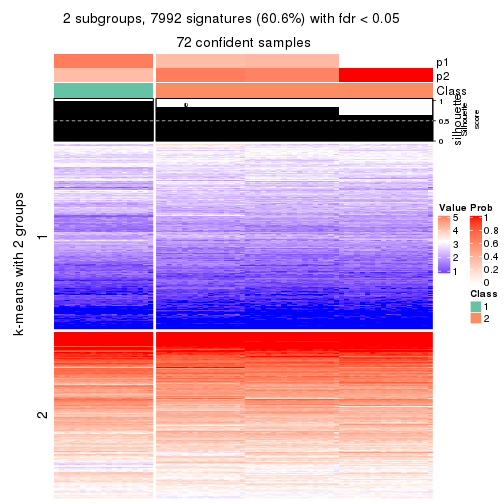 2 subgroups, 7992 signatures (60.6%) with fdr < 0.05
72 confident samples
p1
p2
Class
1
0.5
0
silhouette
Silhouette
score
k-means with 2 groups
1
2
Value
5
4
3
2
1
Prob
1
0.8
0.6
0.4
0.2
0
Class
1
2